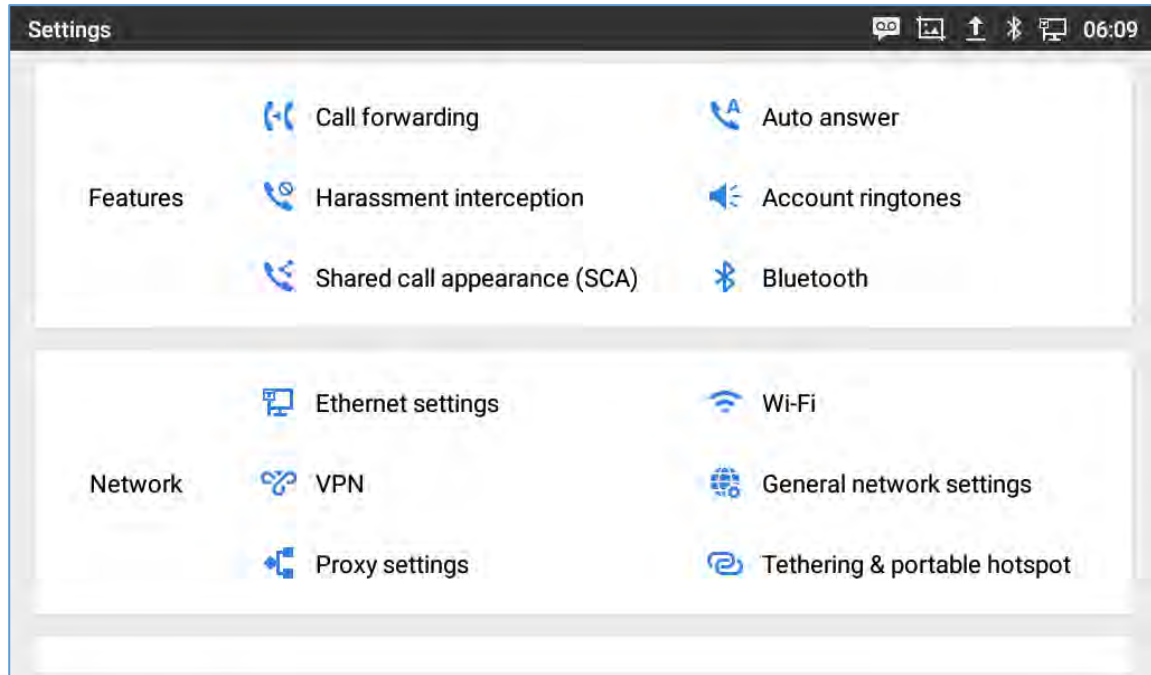 Settings
06:09
Call forwarding
Auto answer
Features
Harassment interception
Account ringtones
Shared call appearance (SCA)
Bluetooth
Ethernet settings
Wi-Fi
Network
VPN
General network settings
Proxy settings
Tethering & portable hotspot